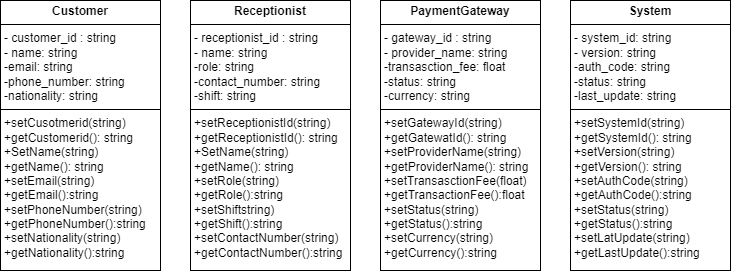 Customer
- customer_id : string
- name: string
-email: string
-phone_number: string
-nationality: string
+setCusotmerid(string)
+getCustomerid(): string
+SetName(string)
+getName(): string
+setEmail(string)
+getEmail():string
+setPhoneNumber(string)
+getPhoneNumber():string
+setNationality(string)
+getNationality():string
Receptionist
- receptionist_id : string
- name: string
-role: string
-contact_number: string
-shift: string
+setReceptionistId(string)
+getReceptionistId(): string
+SetName(string)
+getName(): string
+setRole(string)
+getRole():string
+setShiftstring)
+getShift():string
+setContactNumber(string)
+getContactNumber():string
PaymentGateway
- gateway_id : string
- provider_name: string
-transasction_fee: float
-status: string
-currency: string
+setGatewayId(string)
+getGatewatId(): string
+setProviderName(string)
+getProviderName(): string
+setTransasctionFee(float)
+getTransactionFee():float
+setStatus(string)
+getStatus():string
+setCurrency(string)
+getCurrency():string
System
- system_id: string
- version: string
-auth_code: string
-status: string
-last_update: string
+setSystemId(string)
+getSystemId(): string
+setVersion(string)
+getVersion(): string
+setAuthCode(string)
+getAuthCode():string
+setStatus(string)
+getStatus():string
+setLatUpdate(string)
+getLastUpdate():string